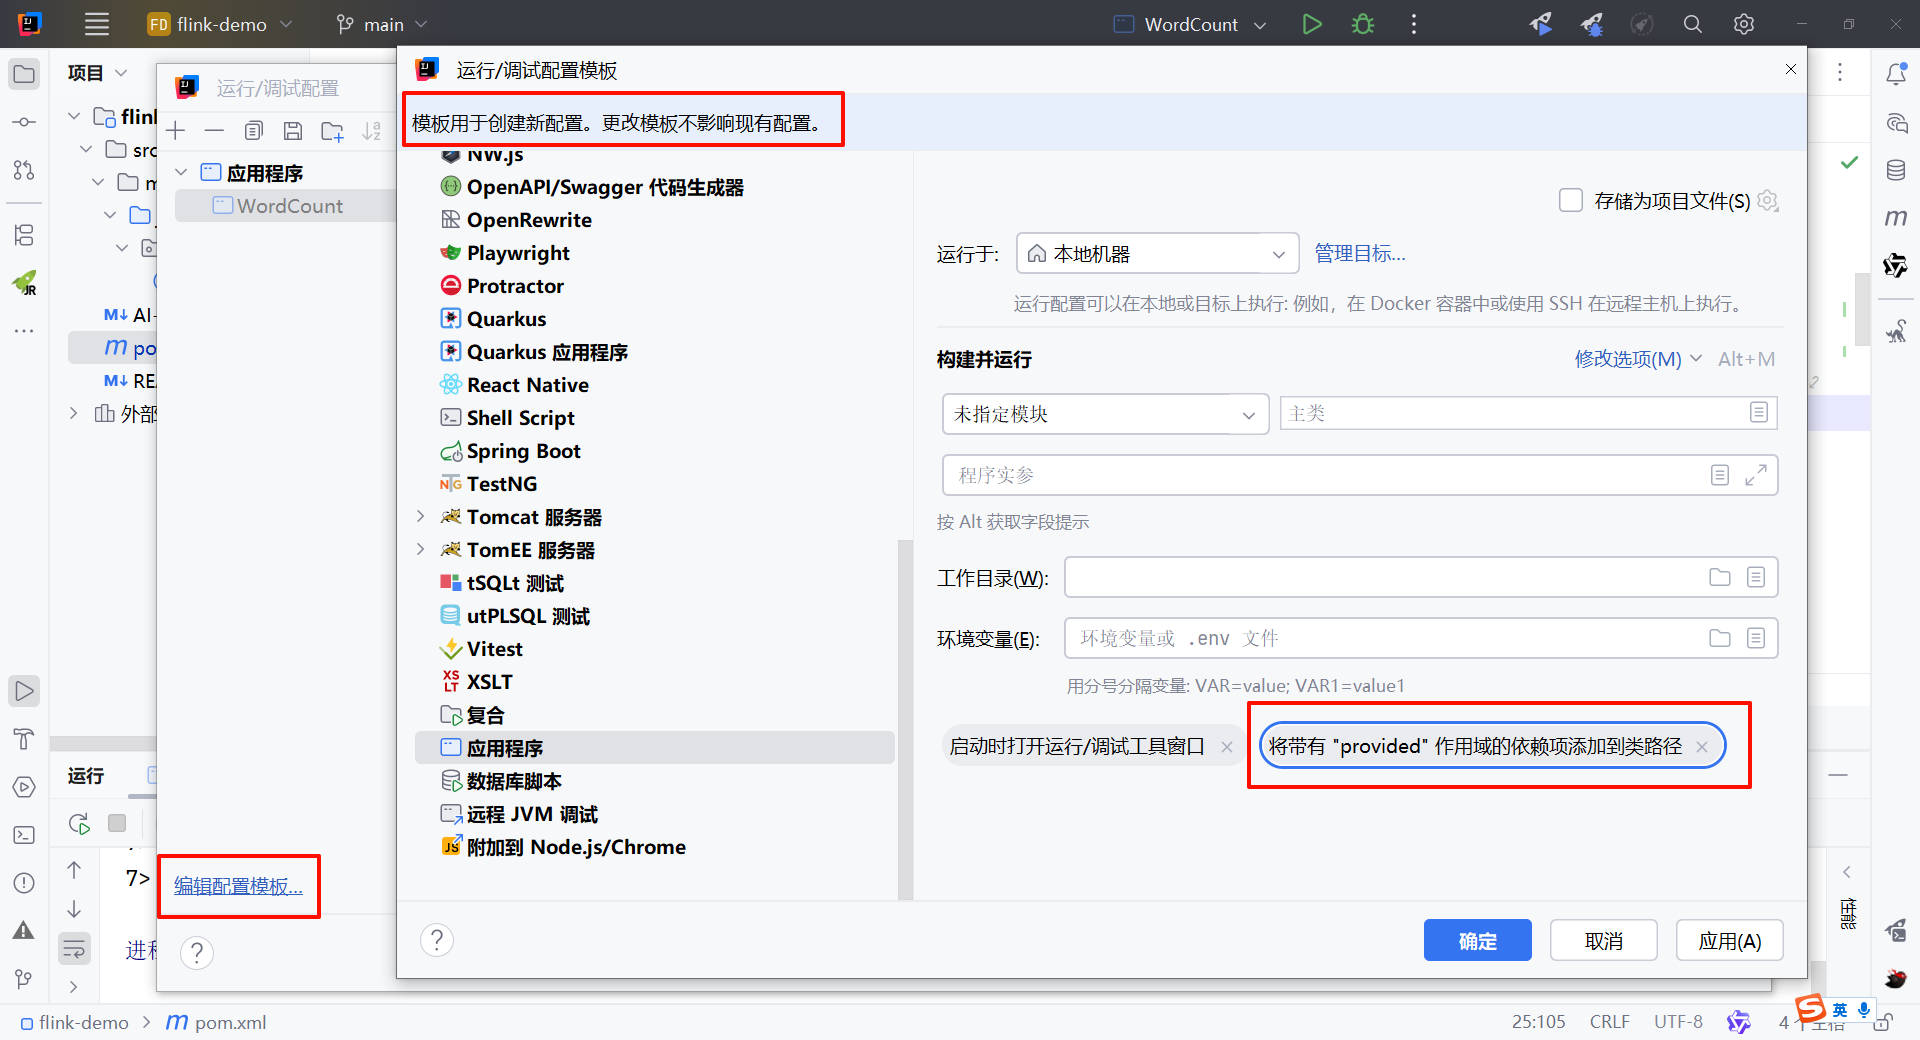 FD flink-demo
main
WordCount
项目
flink
src
AI-
pom
REA
外部
运行
7>
进程
运行/调试配置
应用程序
WordCount
编辑配置模板...
?
运行/调试配置模板
模板用于创建新配置。更改模板不影响现有配置。
NW.js
OpenAPI/Swagger 代码生成器
OpenRewrite
Playwright
Protractor
Quarkus
Quarkus 应用程序
React Native
Shell Script
Spring Boot
TestNG
Tomcat 服务器
TomEE 服务器
tSQLt 测试
utPLSQL 测试
Vitest
XSLT
复合
应用程序
数据库脚本
远程 JVM 调试
附加到 Node.js/Chrome
存储为项目文件(S)
运行于:
本地机器
管理目标...
运行配置可以在本地或目标上执行: 例如，在 Docker 容器中或使用 SSH 在远程主机上执行。
构建并运行
修改选项(M) Alt+M
未指定模块
主类
程序实参
按 Alt 获取字段提示
工作目录(W):
环境变量(E):
环境变量或 .env 文件
用分号分隔变量: VAR=value; VAR1=value1
启动时打开运行/调试工具窗口
将带有 "provided" 作用域的依赖项添加到类路径
?
确定
取消
应用(A)
性能
flink-demo
pom.xml
25:105
CRLF
UTF-8
英